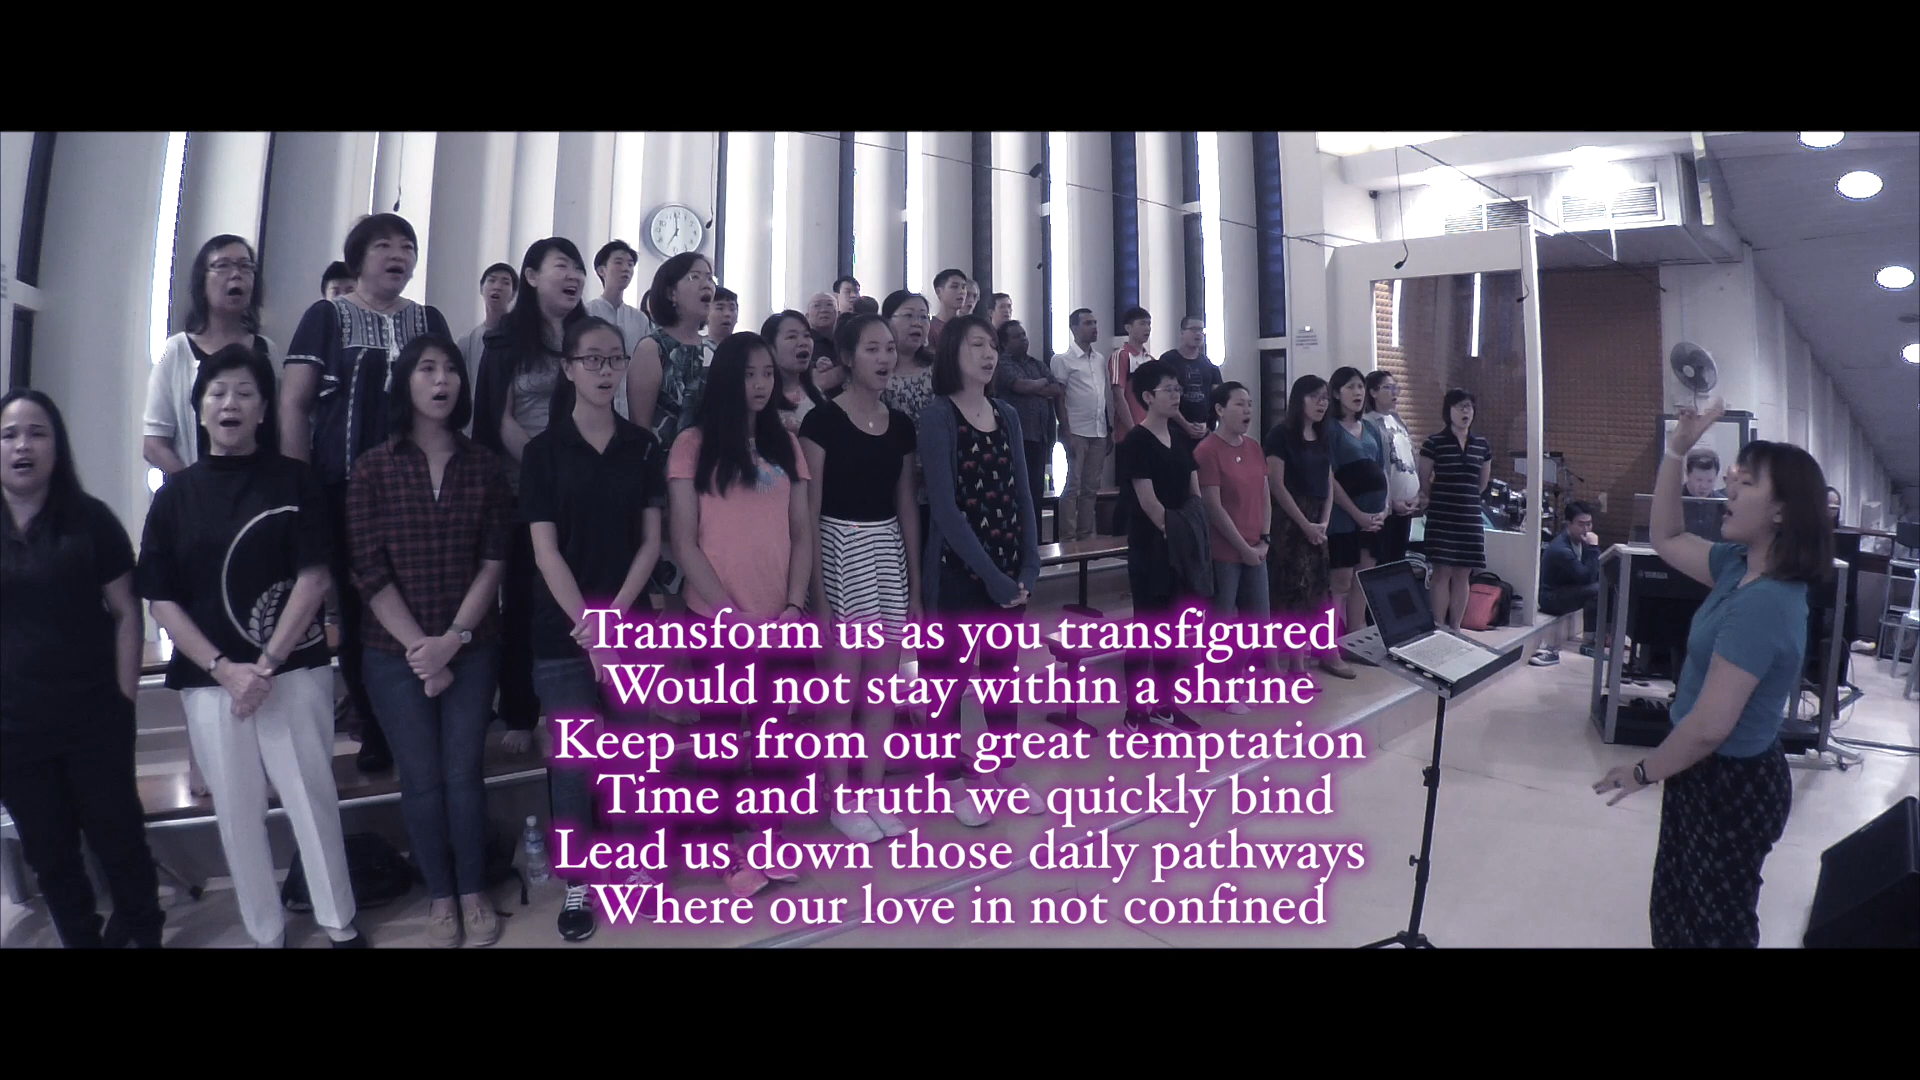 YAMAHA
Transform us as you transfigured
Would not stay within a shrine
Keep us from our great temptation
Time and truth we quickly bind
Lead us down those daily pathways
Where our love in not confined